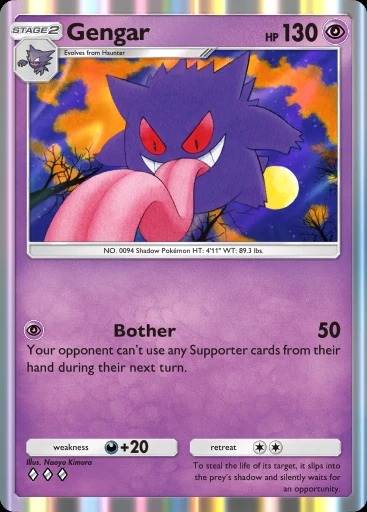 STAGE2 Gengar HP 130
Evolves from Haunter
NO. 0094 Shadow Pokémon HT: 4'11" WT: 89.3 lbs.
Bother 50
Your opponent can't use any Supporter cards from their
hand during their next turn.
weakness +20 retreat
Illus. Naoyo Kimura
To steal the life of its target, it slips into
the prey's shadow and silently waits for
an opportunity.